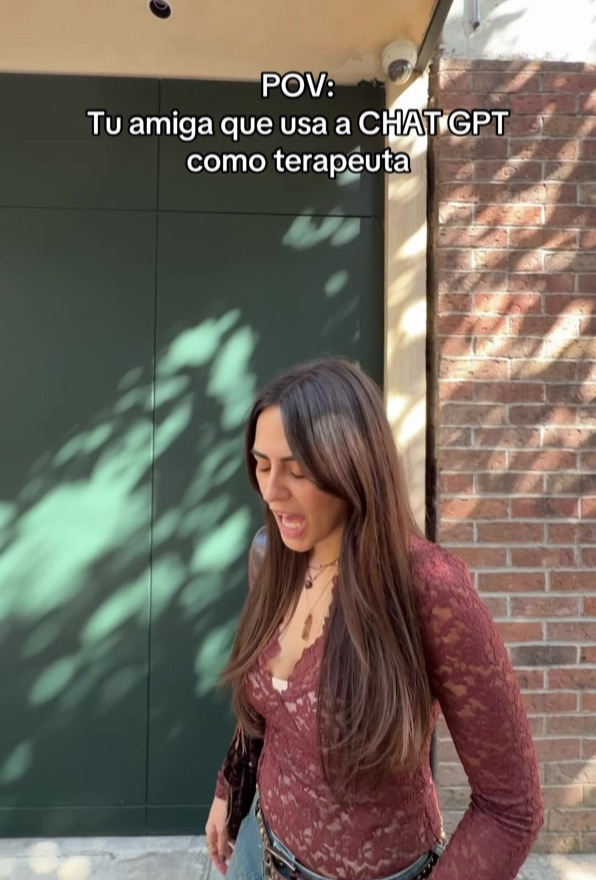 POV:
Tu amiga que usa a CHAT GPT
como terapeuta